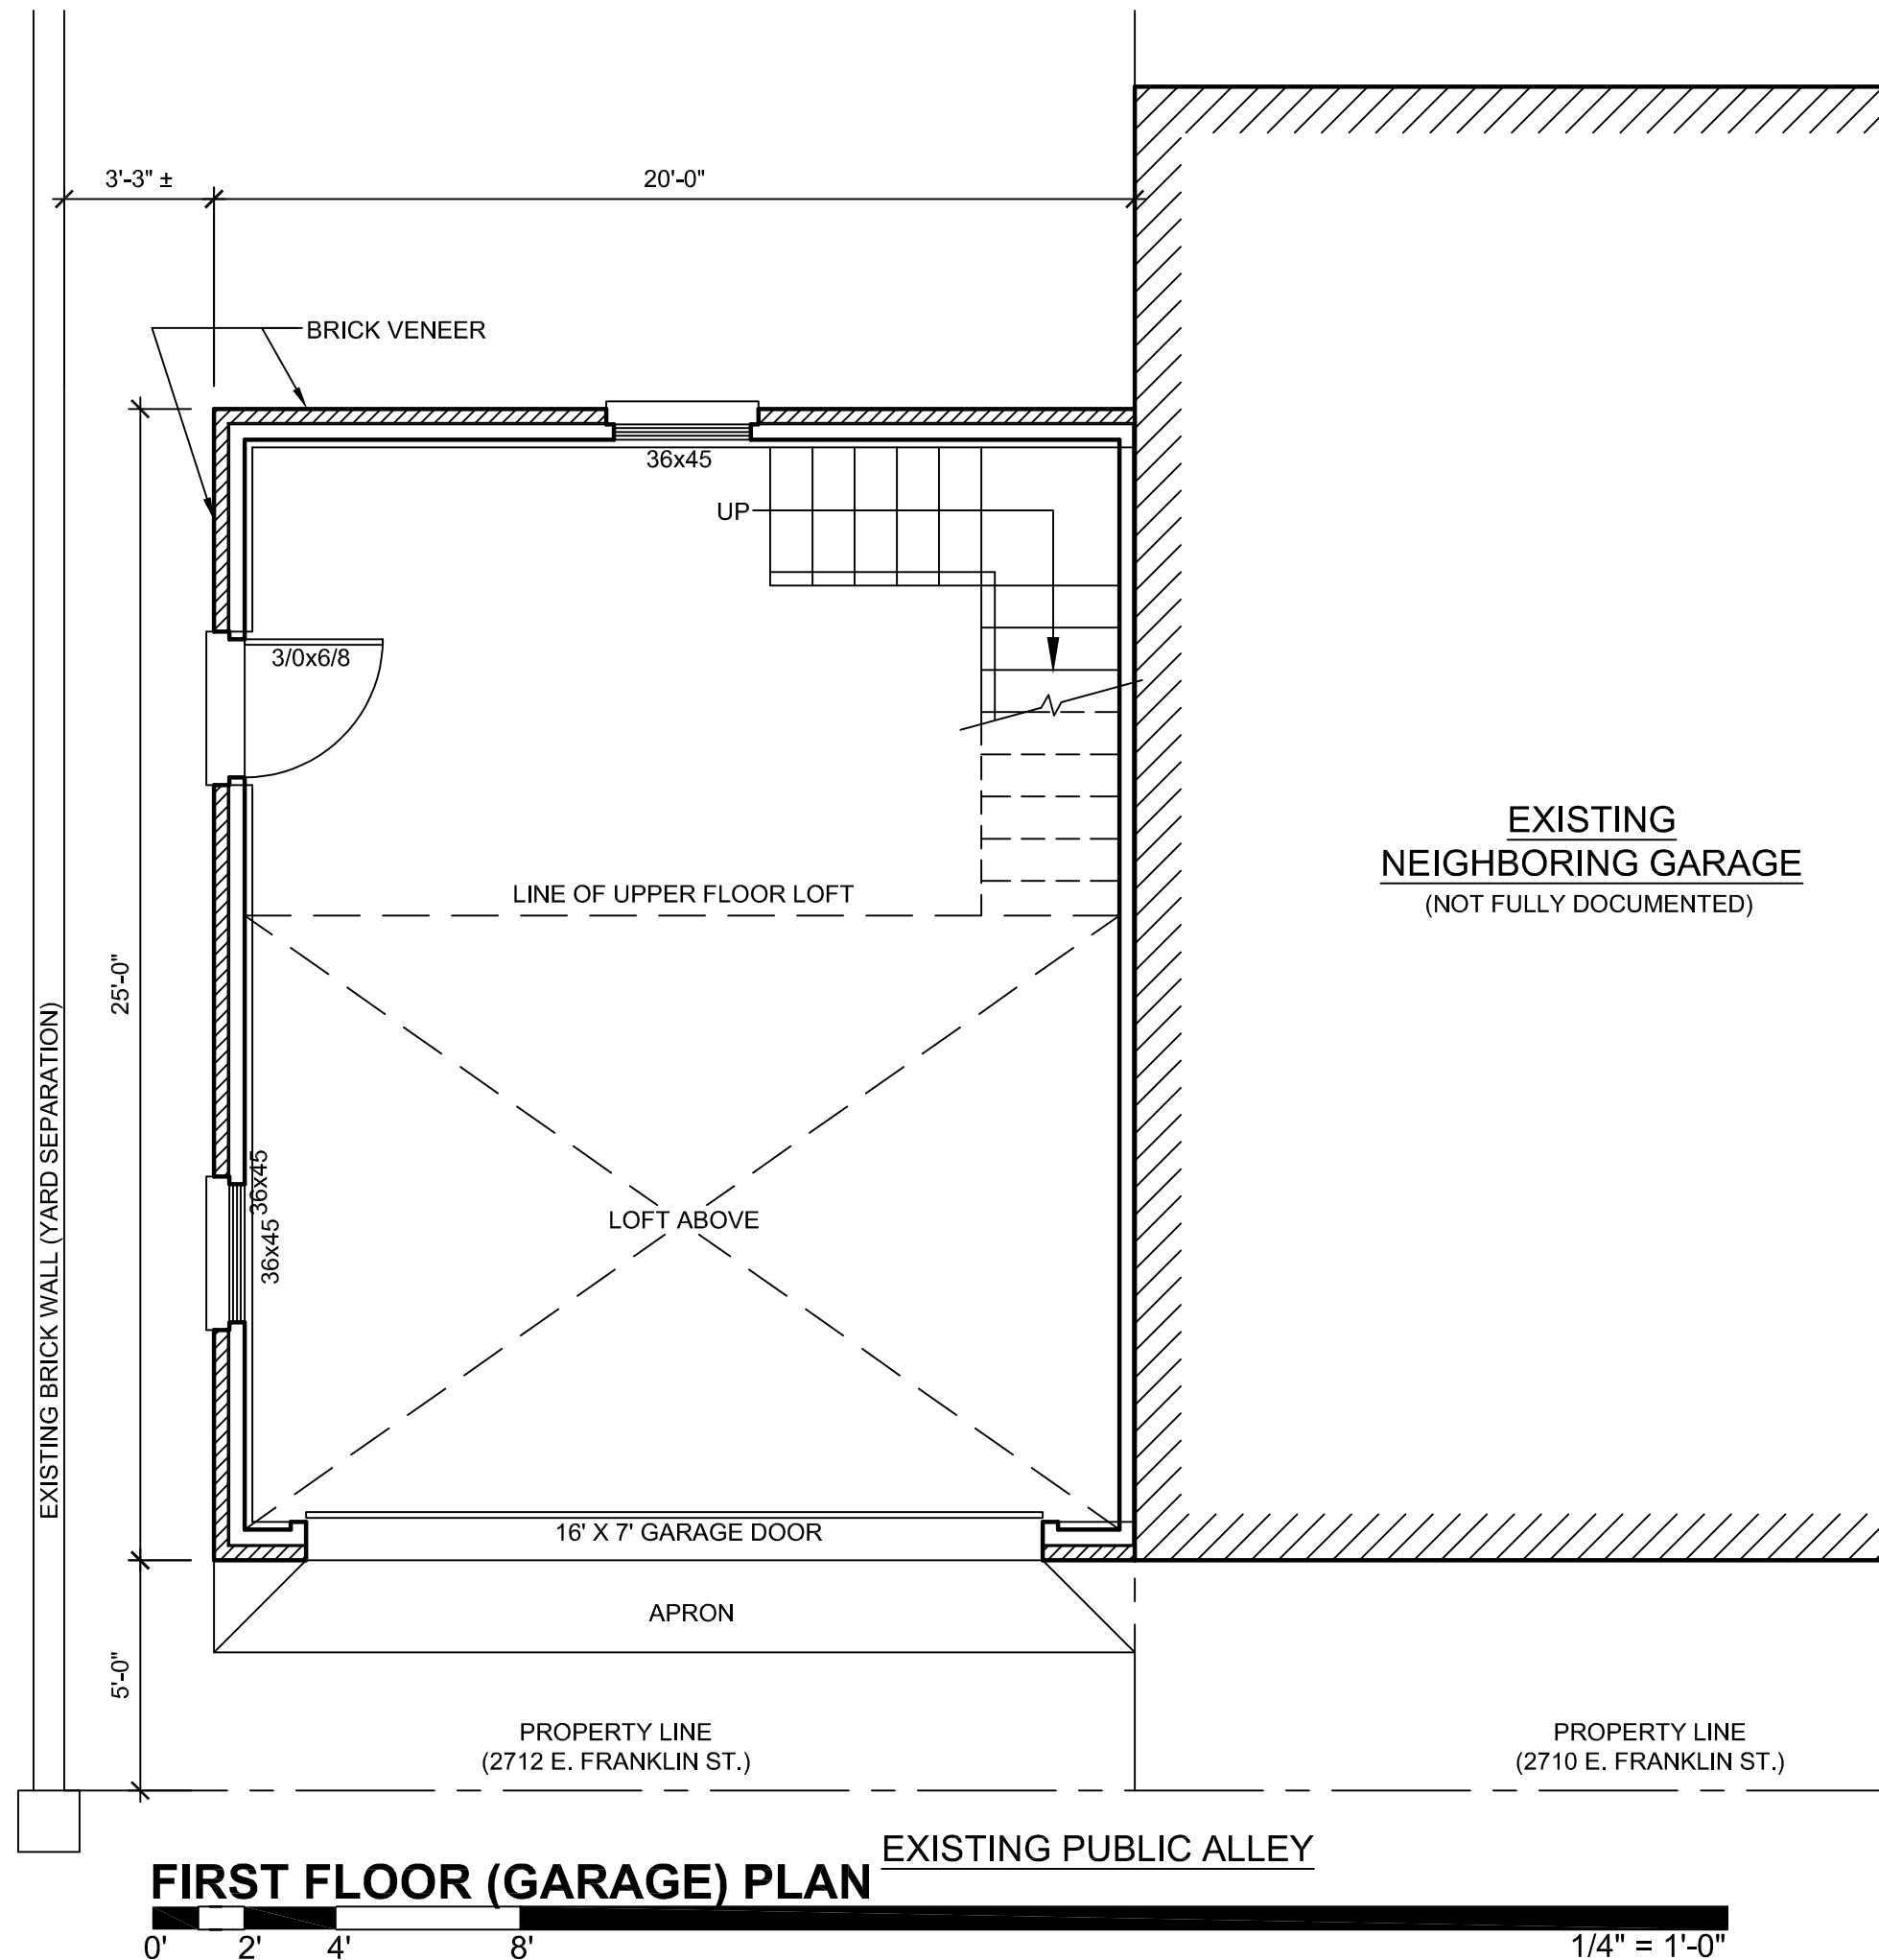 3'-3" ±
20'-0"
BRICK VENEER
36x45
UP
3/0x6/8
EXISTING
NEIGHBORING GARAGE
(NOT FULLY DOCUMENTED)
LINE OF UPPER FLOOR LOFT
25'-0"
EXISTING BRICK WALL (YARD SEPARATION)
36x45
36x45
LOFT ABOVE
16' X 7' GARAGE DOOR
APRON
5'-0"
PROPERTY LINE
(2712 E. FRANKLIN ST.)
PROPERTY LINE
(2710 E. FRANKLIN ST.)
EXISTING PUBLIC ALLEY
FIRST FLOOR (GARAGE) PLAN
0' 2' 4' 8' 1/4" = 1'-0"